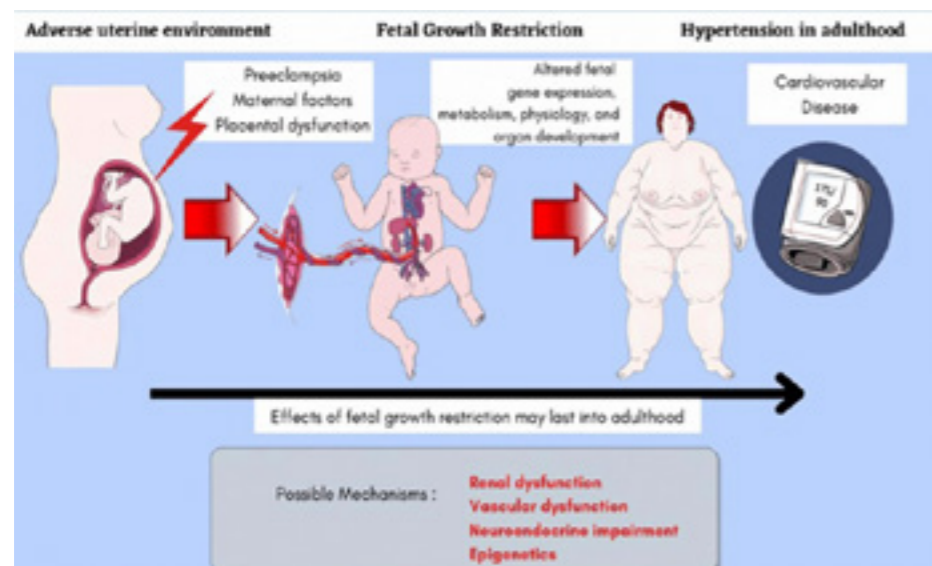 Adverse uterine environment
Fetal Growth Restriction
Hypertension in adulthood
Preeclampsia
Maternal factors
Placental dysfunction
Altered fetal
gene expression,
metabolism, physiology, and
organ development
Cardiovascular
Disease
Effects of fetal growth restriction may last into adulthood
Possible Mechanisms :
Renal dysfunction
Vascular dysfunction
Neuroendocrine impairment
Epigenetics